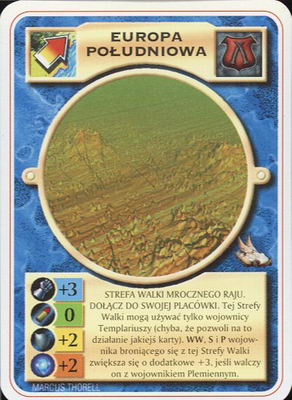 EUROPA
POŁUDNIOWA
+3
0
+2
+2
STREFA WALKI MROCZNEGO RAJU.
DOŁĄCZ DO SWOJEJ PLACÓWKI. Tej Strefy
Walki mogą używać tylko wojownicy
Templariuszy (chyba, że pozwoli na to
działanie jakiejś karty). WW, S i P wojow-
nika broniącego się z tej Strefy Walki
zwiększa się o dodatkowe +3, jeśli walczy
on z wojownikiem Plemiennym.
MARCUS THORELL